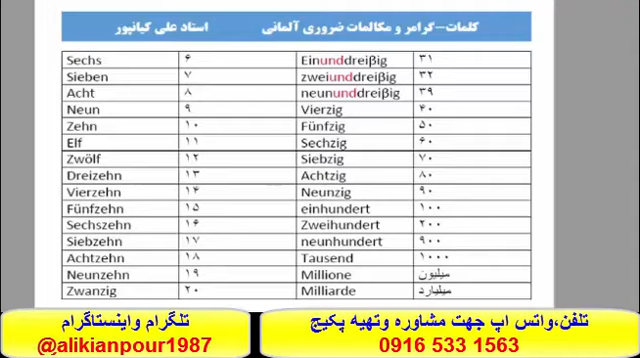 کلمات–گرامر و مکالمات ضروری آلمانی استاد علی کیانپور
Sechs ۶ Einunddreiβig ۳۱
Sieben ۷ zweiunddreiβig ۳۲
Acht ۸ neununddreiβig ۳۹
Neun ۹ Vierzig ۴۰
Zehn ۱۰ Fünfzig ۵۰
Elf ۱۱ Sechzig ۶۰
Zwölf ۱۲ Siebzig ۷۰
Dreizehn ۱۳ Achtzig ۸۰
Vierzehn ۱۴ Neunzig ۹۰
Fünfzehn ۱۵ einhundert ۱۰۰
Sechszehn ۱۶ Zweihundert ۲۰۰
Siebzehn ۱۷ neunhundert ۹۰۰
Achtzehn ۱۸ Tausend ۱۰۰۰
Neunzehn ۱۹ Millione میلیون
Zwanzig ۲۰ Milliarde میلیارد
تلگرام واینستاگرام
@alikianpour1987
تلفن،واتس اپ جهت مشاوره وتهیه پکیج
0916 533 1563